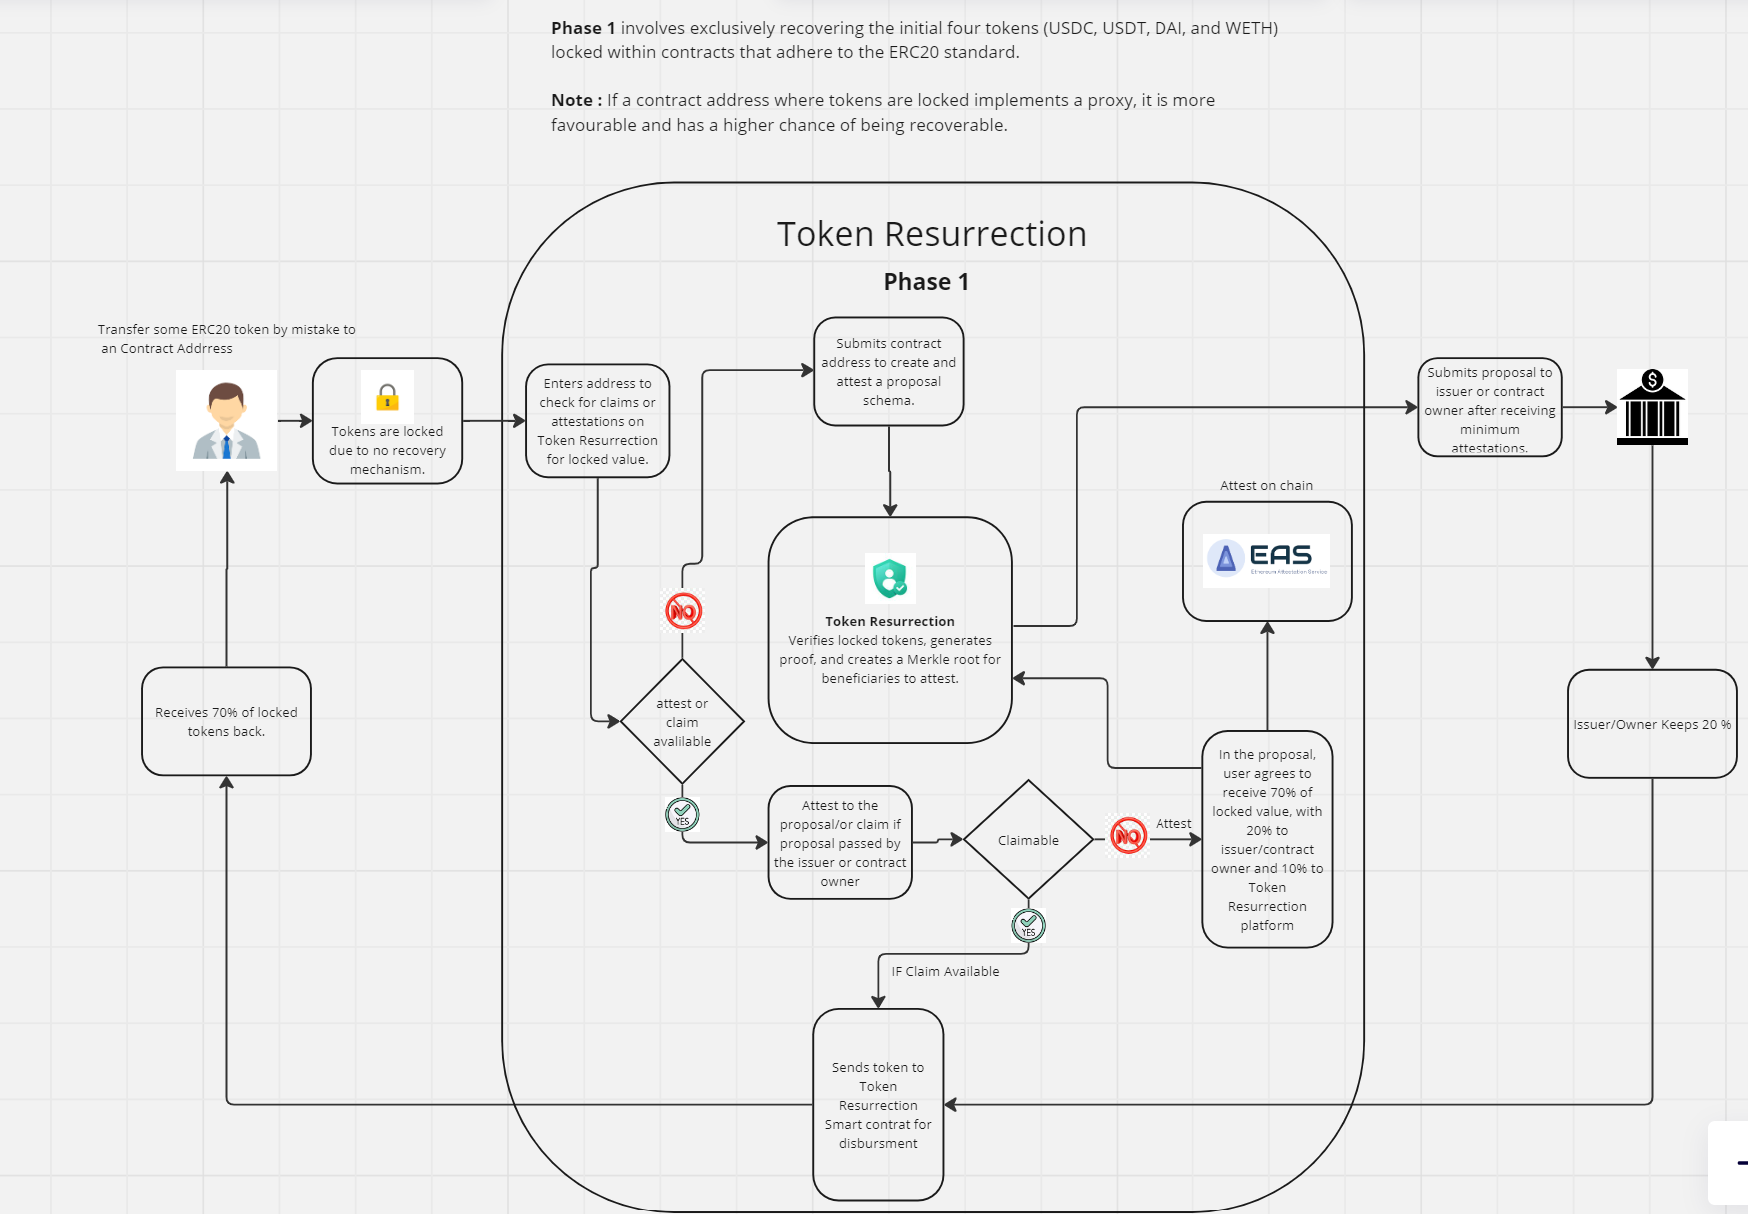 Phase 1 involves exclusively recovering the initial four tokens (USDC, USDT, DAI, and WETH)
locked within contracts that adhere to the ERC20 standard.
Note : If a contract address where tokens are locked implements a proxy, it is more
favourable and has a higher chance of being recoverable.
Token Resurrection
Phase 1
Transfer some ERC20 token by mistake to
an Contract Addrress
Tokens are locked
due to no recovery
mechanism.
Enters address to
check for claims or
attestations on
Token Resurrection
for locked value.
Submits contract
address to create and
attest a proposal
schema.
Submits proposal to
issuer or contract
owner after receiving
minimum
attestations.
$
Attest on chain
EAS
Ethereum Attestation Service
NO
Token Resurrection
Verifies locked tokens, generates
proof, and creates a Merkle root for
beneficiaries to attest.
Receives 70% of locked
tokens back.
attest or
claim
avalilable
Issuer/Owner Keeps 20 %
YES
Attest to the
proposal/or claim if
proposal passed by
the issuer or contract
owner
Claimable
NO
Attest
In the proposal,
user agrees to
receive 70% of
locked value, with
20% to
issuer/contract
owner and 10% to
Token
Resurrection
platform
YES
IF Claim Available
Sends token to
Token
Resurrection
Smart contrat for
disbursment